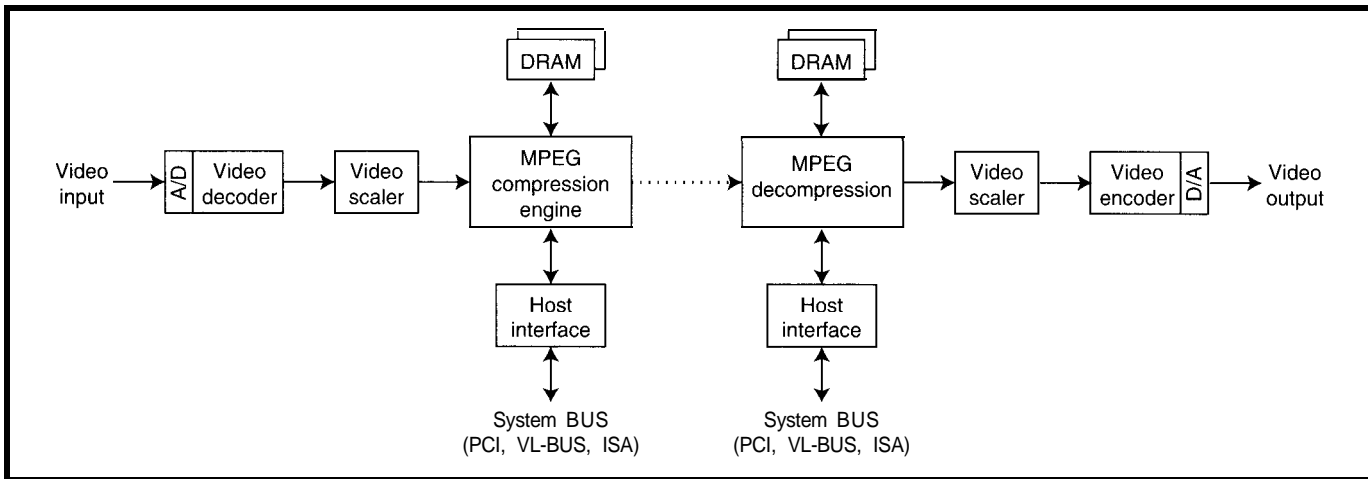 DRAM
DRAM
Video
input
A/D
Video
decoder
Video
scaler
MPEG
compression
engine
MPEG
decompression
Video
scaler
Video
encoder
D/A
Video
output
Host
interface
Host
interface
System BUS
(PCI, VL-BUS, ISA)
System BUS
(PCI, VL-BUS, ISA)